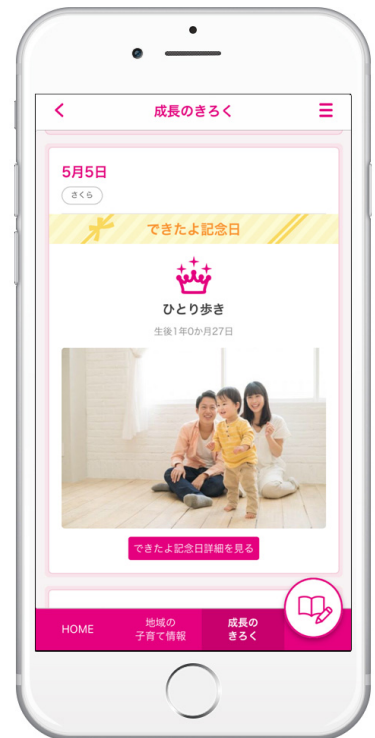 成長のきろく
5月5日
さくら
できたよ記念日
ひとり歩き
生後1年0か月27日
できたよ記念日詳細を見る
HOME
地域の
子育て情報
成長の
きろく